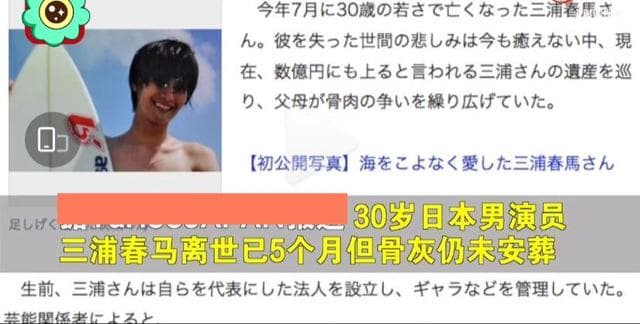 今年7月に30歳の若さで亡くなった三浦春馬さ
ん。彼を失った世間の悲しみは今も癒えない中、現
在、数億円にも上ると言われる三浦さんの遺産を巡
り、父母が骨肉の争いを繰り広げていた。
【初公開写真】海をこよなく愛した三浦春馬さん
足しげく
30岁日本男演员
三浦春马离世已5个月但骨灰仍未安葬
生前、三浦さんは自らを代表にした法人を設立し、ギャラなどを管理していた。
芸能関係者によると、